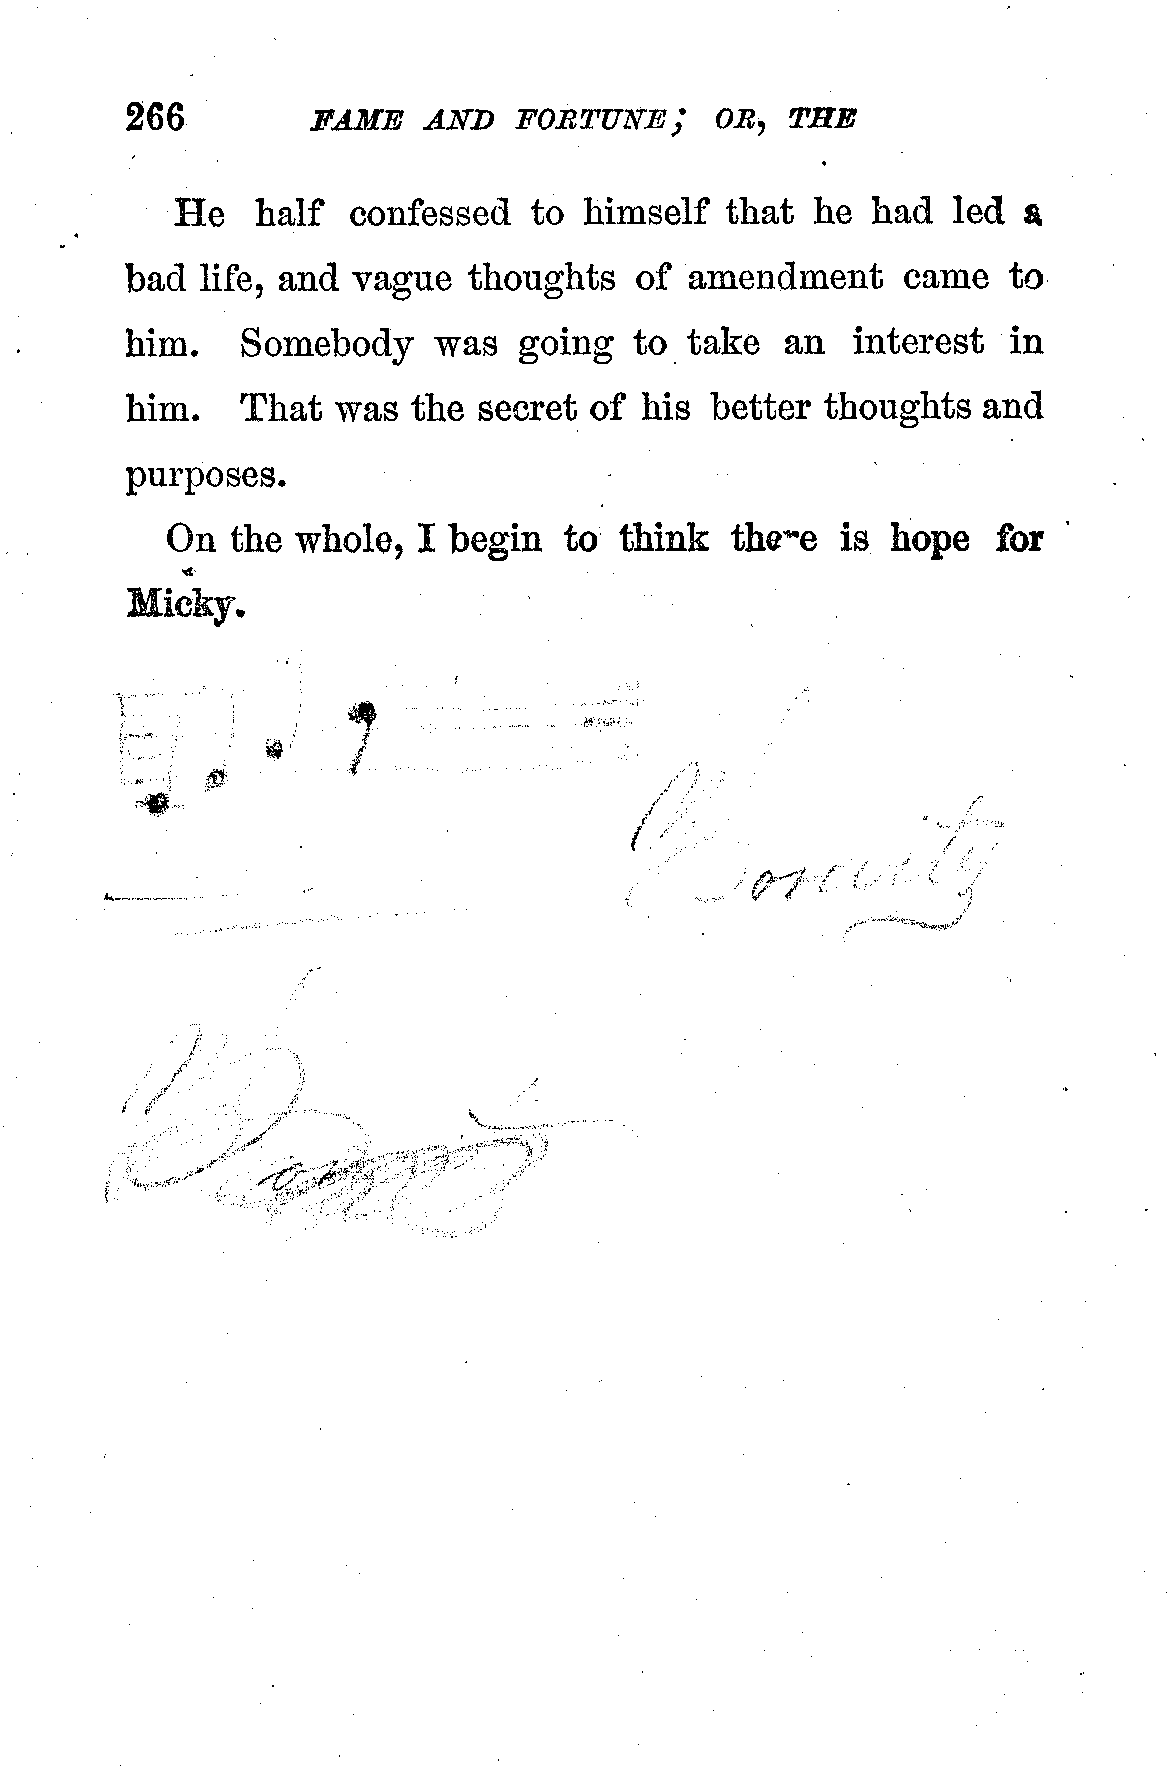 266 FAME AND FORTUNE; OR, THE
He half confessed to himself that he had led a
bad life, and vague thoughts of amendment came to
him. Somebody was going to take an interest in
him. That was the secret of his better thoughts and
purposes.
On the whole, I begin to think there is hope for
Micky.